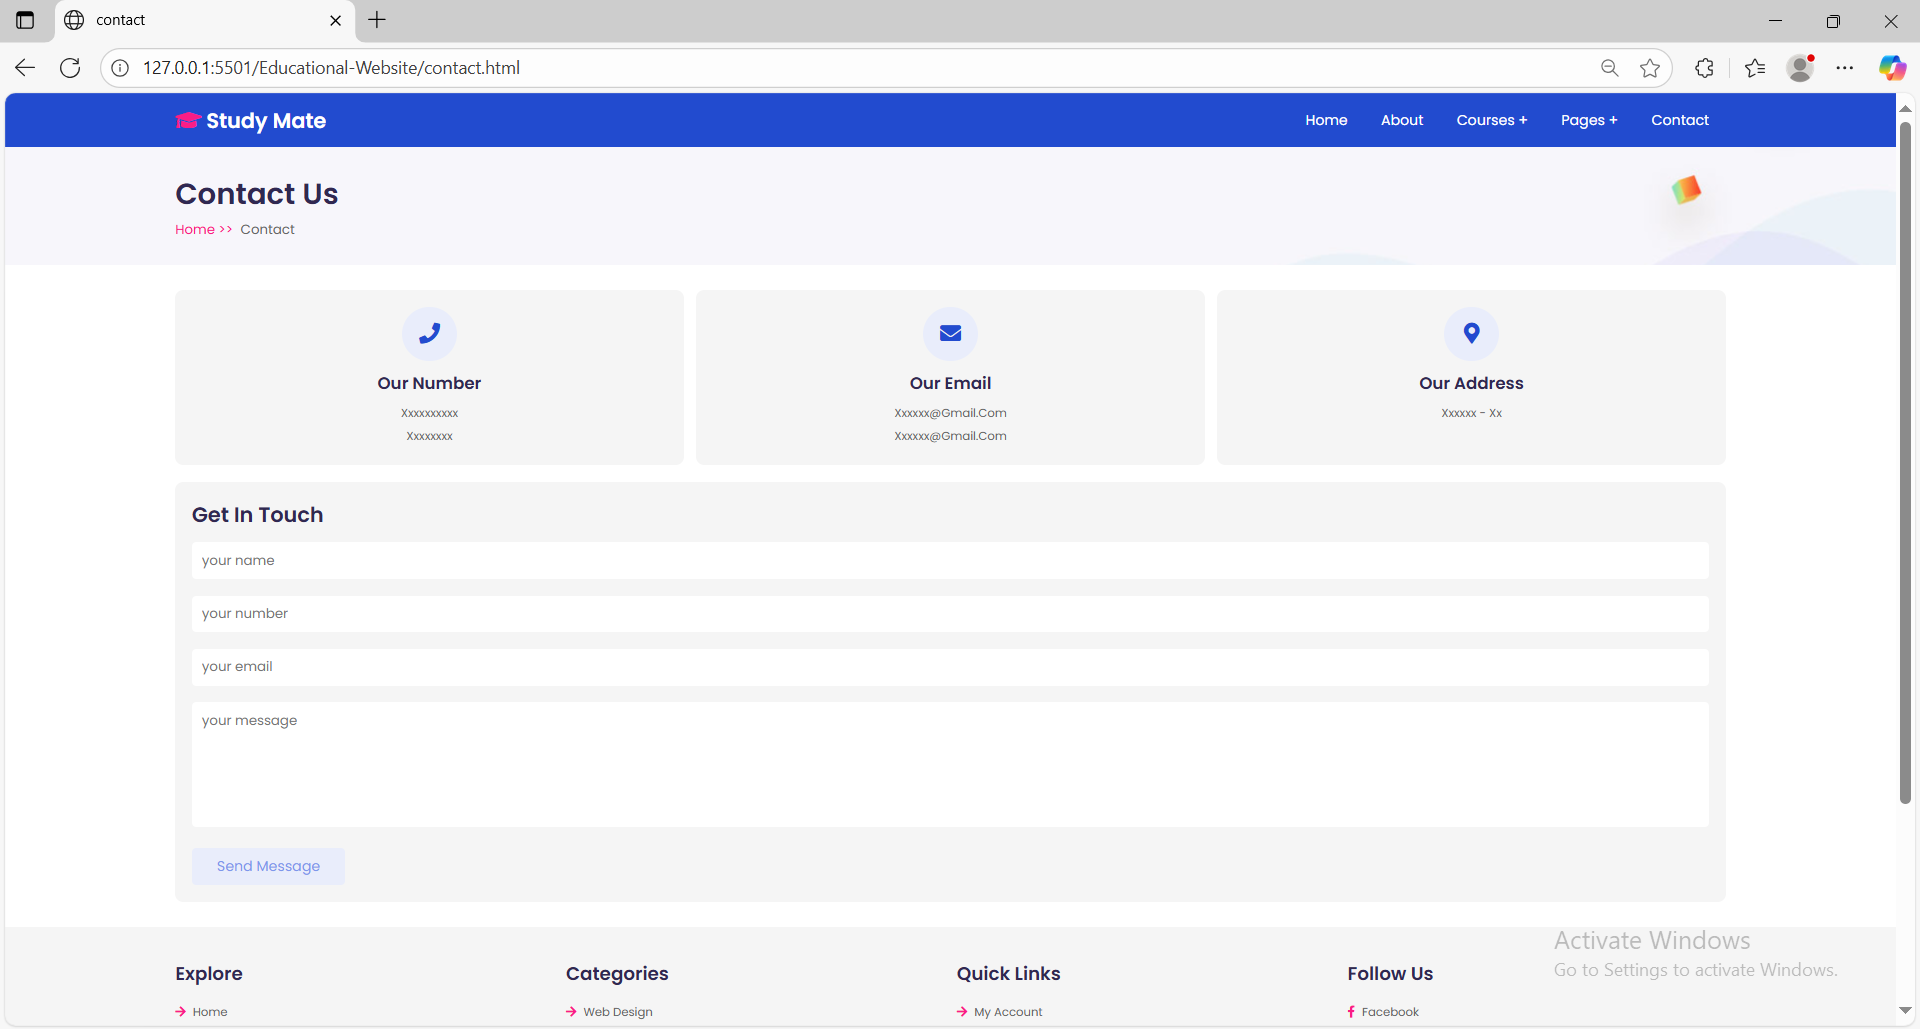 contact
127.0.0.1:5501/Educational-Website/contact.html
Study Mate
Home About Courses + Pages + Contact
Contact Us
Home >> Contact
Our Number
Xxxxxxxxxx
Xxxxxxxx
Our Email
Xxxxxx@Gmail.Com
Xxxxxx@Gmail.Com
Our Address
Xxxxxx - Xx
Get In Touch
your name
your number
your email
your message
Send Message
Activate Windows
Go to Settings to activate Windows.
Explore
Home
Categories
Web Design
Quick Links
My Account
Follow Us
Facebook